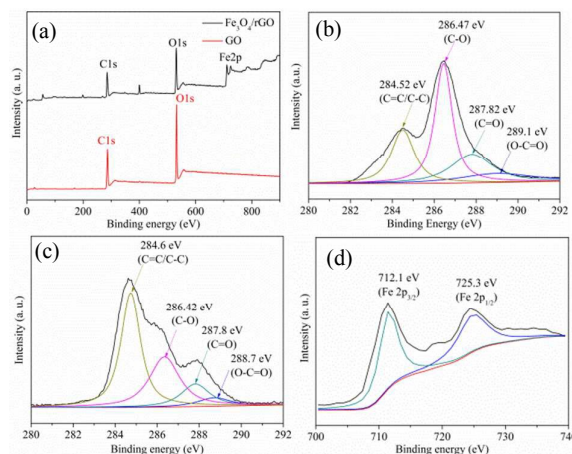 (a)
Fe3O4/rGO
GO
C1s
O1s
Fe2p
O1s
C1s
Intensity (a. u.)
0 200 400 600 800
Binding energy (eV)
(b)
286.47 eV
(C-O)
284.52 eV
(C=C/C-C)
287.82 eV
(C=O)
289.1 eV
(O-C=O)
Intensity (a. u.)
280 282 284 286 288 290 292
Binding Energy (eV)
(c)
284.6 eV
(C=C/C-C)
286.42 eV
(C-O)
287.8 eV
(C=O)
288.7 eV
(O-C=O)
Intensity (a. u.)
280 282 284 286 288 290 292
Binding energy (eV)
(d)
712.1 eV
(Fe 2p3/2)
725.3 eV
(Fe 2p1/2)
Intensity (a. u.)
700 710 720 730 740
Binding energy (eV)